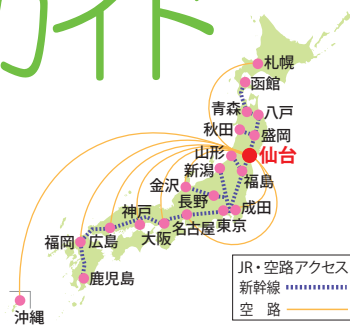 ガイド
札幌
函館
青森
八戸
秋田
盛岡
山形
仙台
新潟
福島
金沢
長野
成田
神戸
名古屋
東京
福岡
広島
大阪
鹿児島
沖縄
JR・空路アクセス
新幹線
空 路